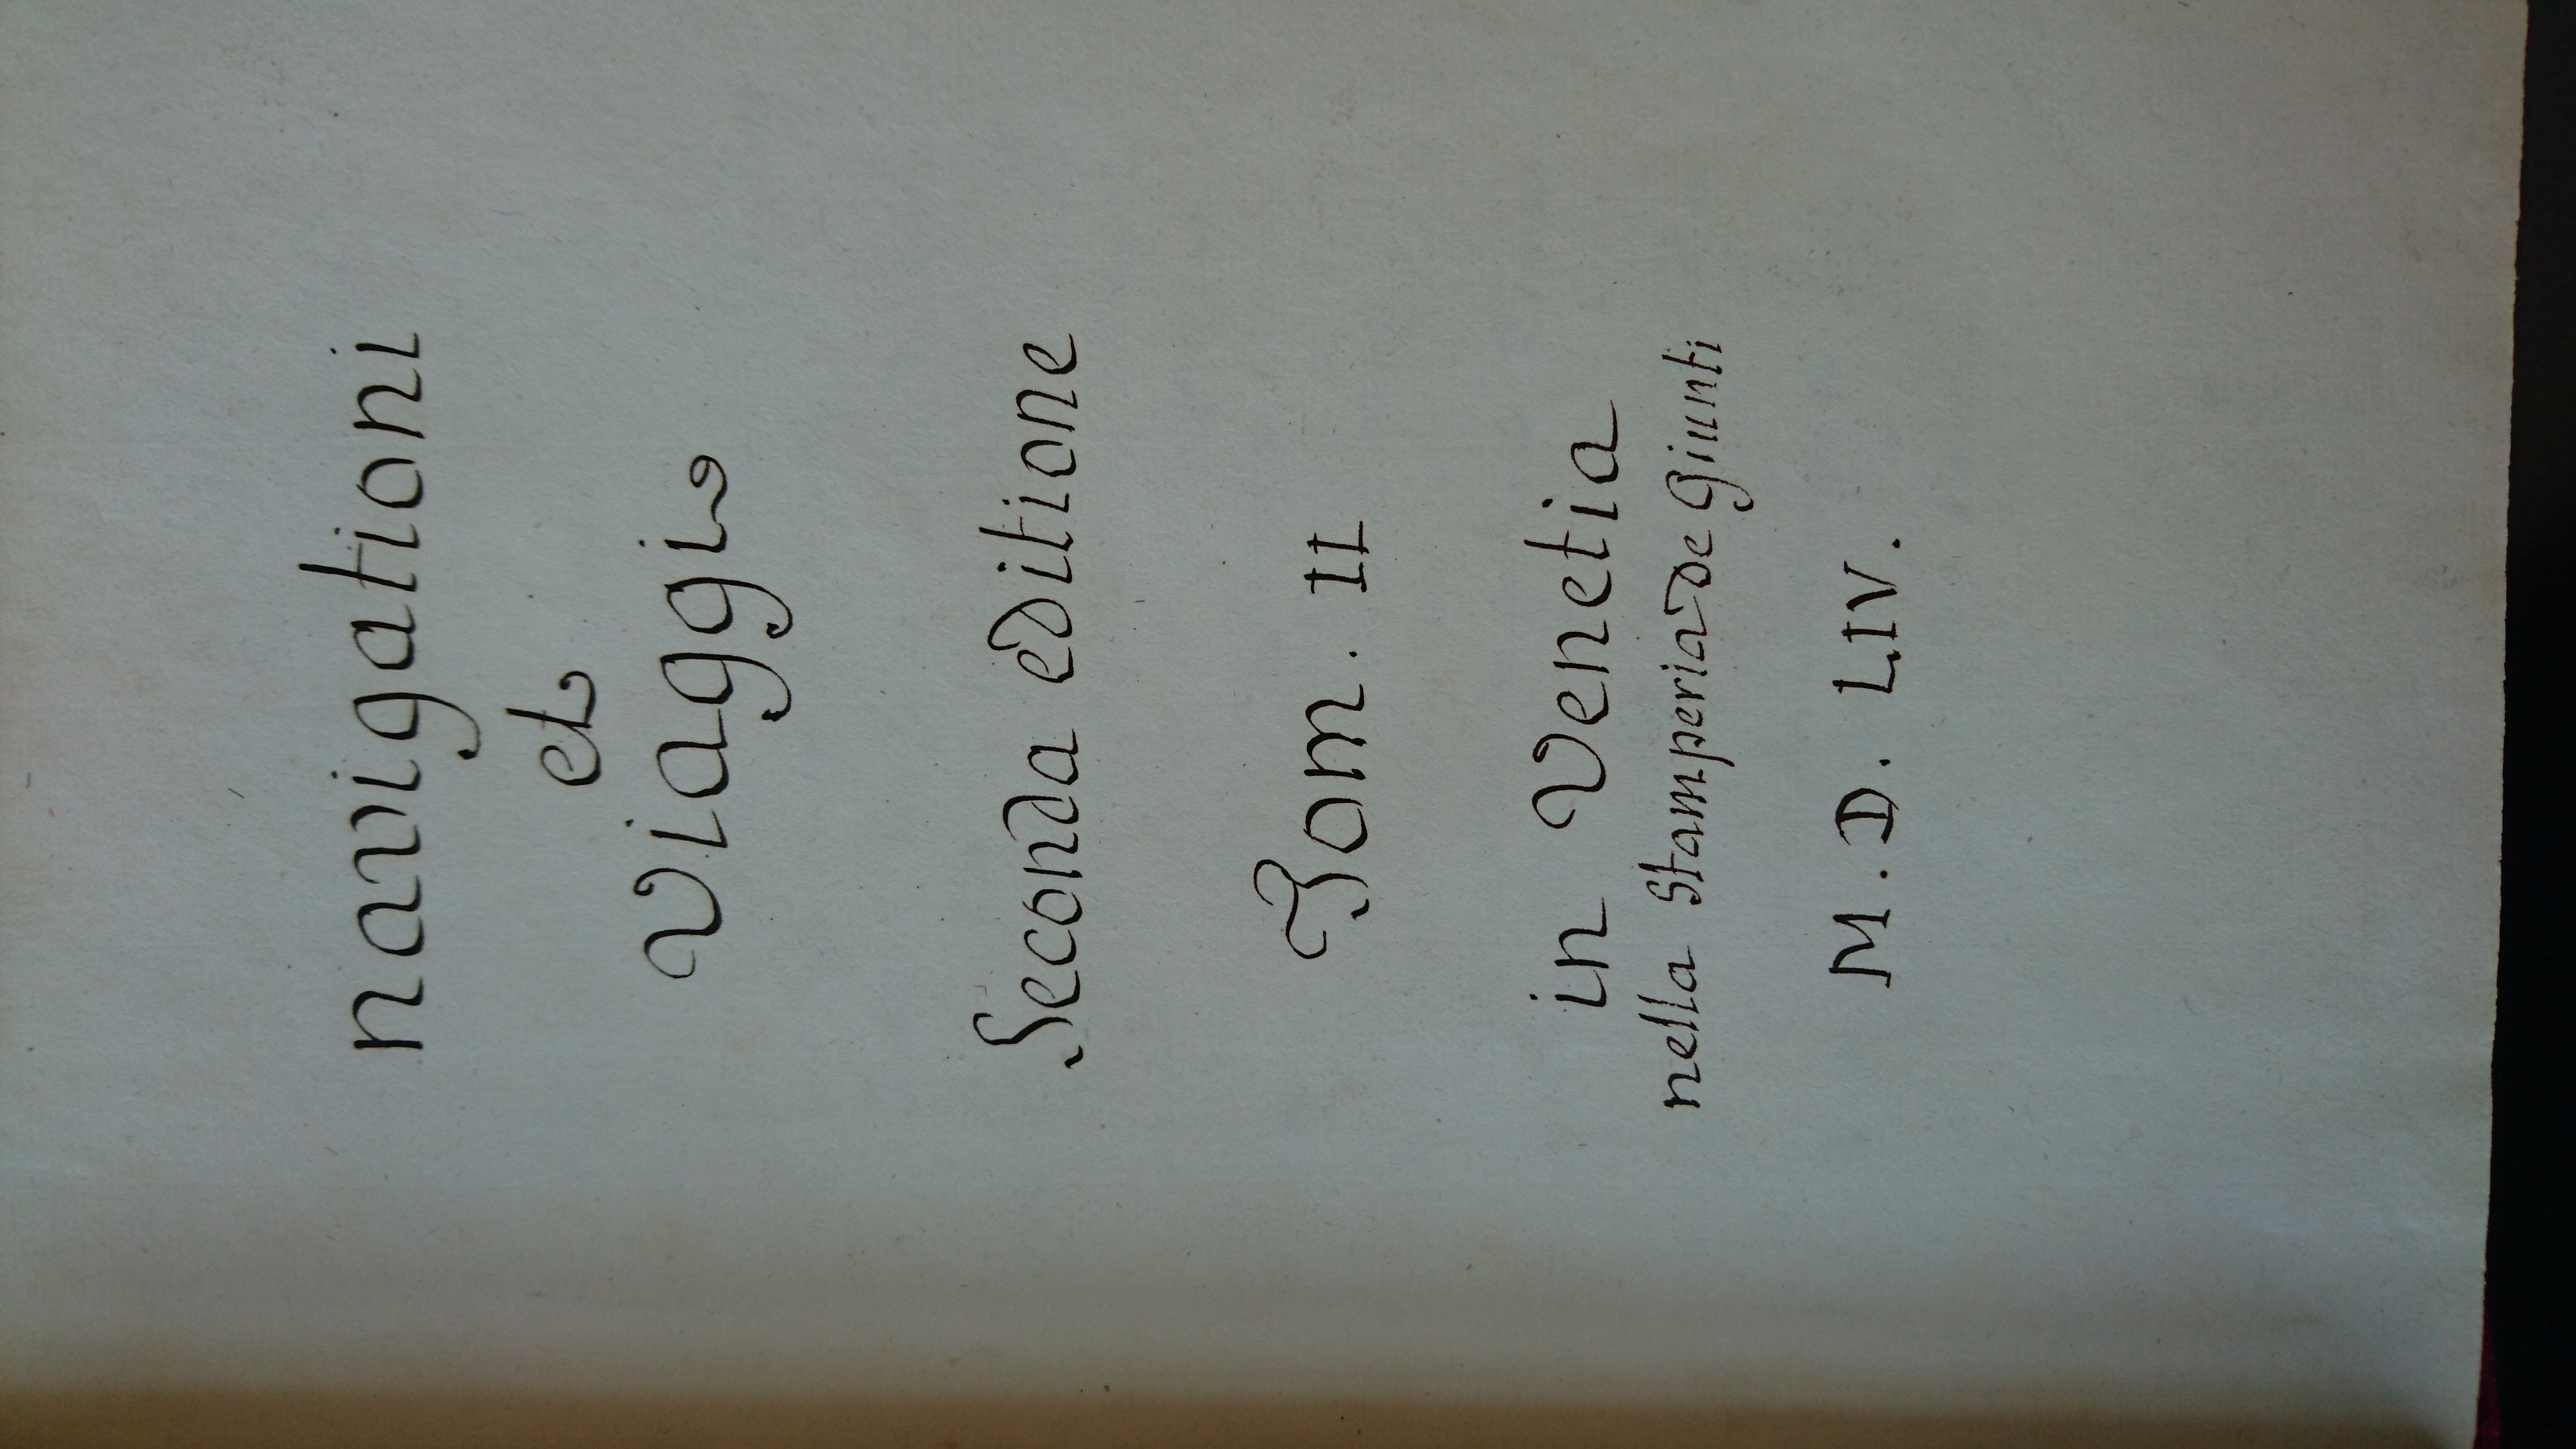 navigationi
et
Viaggi
Seconda editione
Tom. II
in Venetia
nella Stamperia de Giunti
M. D. LIV.